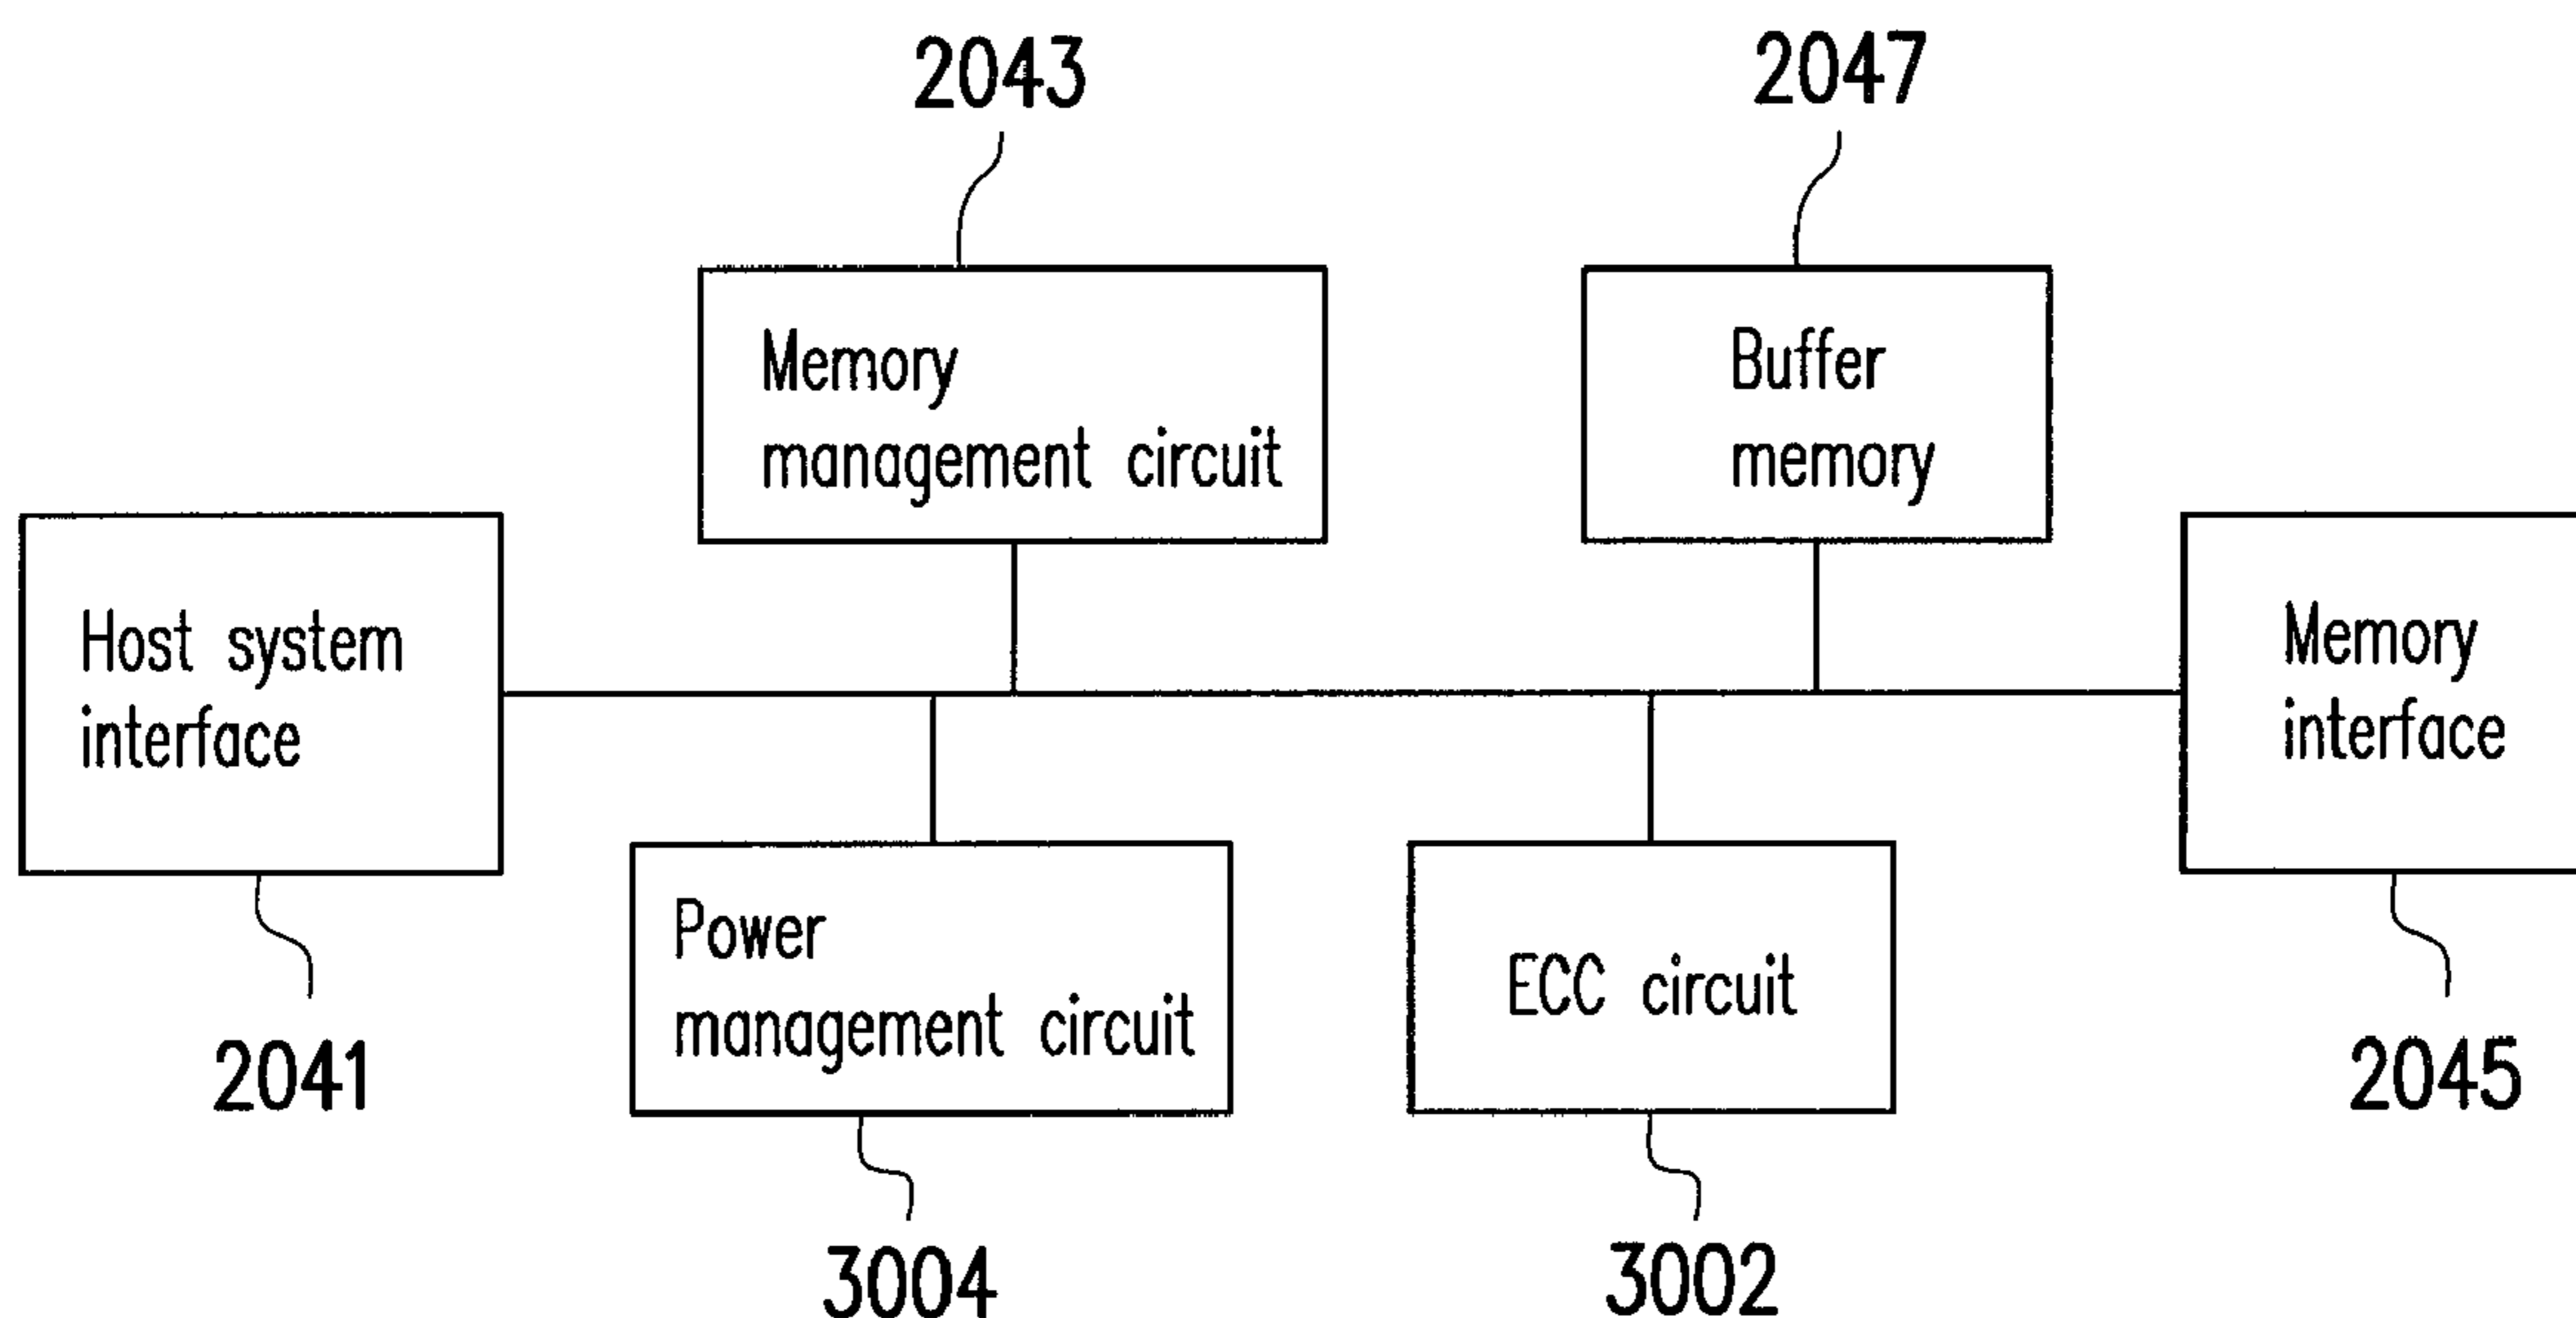 2043
2047
Memory
management circuit
Buffer
memory
Host system
interface
Memory
interface
Power
management circuit
ECC circuit
2041
2045
3004
3002